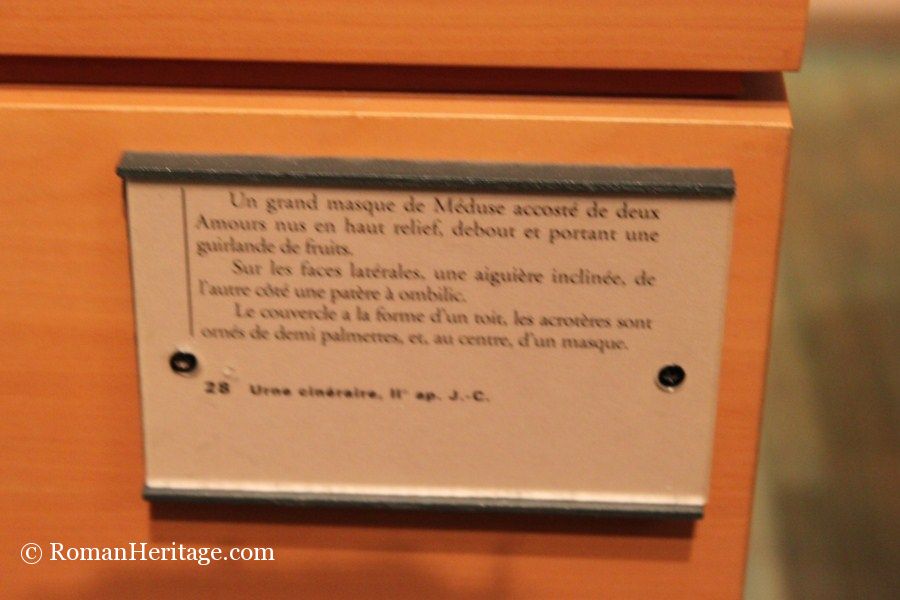 Un grand masque de Méduse accosté de deux
Amours nus en haut relief, debout et portant une
guirlande de fruits.
Sur les faces latérales, une aiguière inclinée, de
l'autre côté une patère à ombilic.
Le couvercle a la forme d'un toit, les acrotères sont
ornés de demi palmettes, et, au centre, d'un masque.
28 Urne cinéraire, II° ap. J.-C.
© RomanHeritage.com